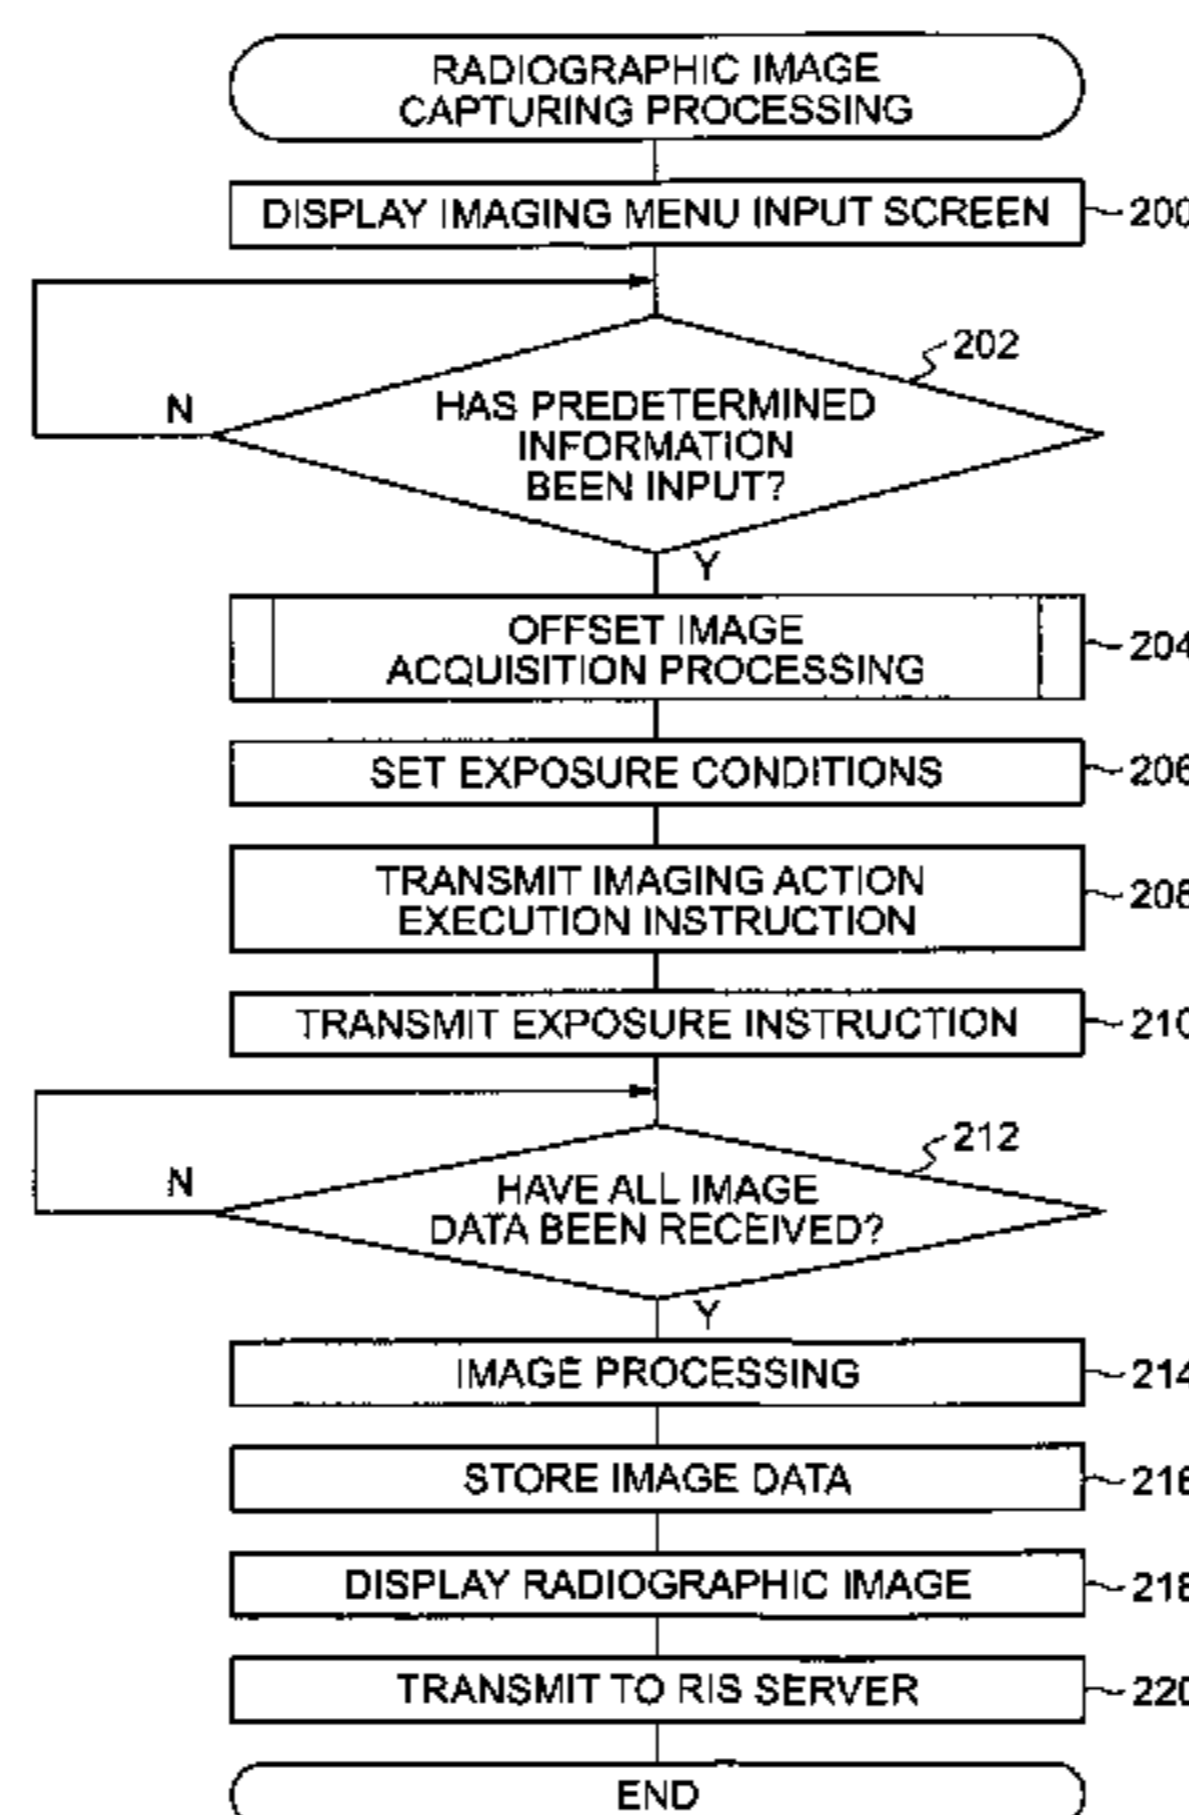 RADIOGRAPHIC IMAGE
CAPTURING PROCESSING
DISPLAY IMAGING MENU INPUT SCREEN
200
202
HAS PREDETERMINED
INFORMATION
BEEN INPUT?
N
Y
OFFSET IMAGE
ACQUISITION PROCESSING
204
SET EXPOSURE CONDITIONS
206
TRANSMIT IMAGING ACTION
EXECUTION INSTRUCTION
208
TRANSMIT EXPOSURE INSTRUCTION
210
212
HAVE ALL IMAGE
DATA BEEN RECEIVED?
N
Y
IMAGE PROCESSING
214
STORE IMAGE DATA
216
DISPLAY RADIOGRAPHIC IMAGE
218
TRANSMIT TO RIS SERVER
220
END